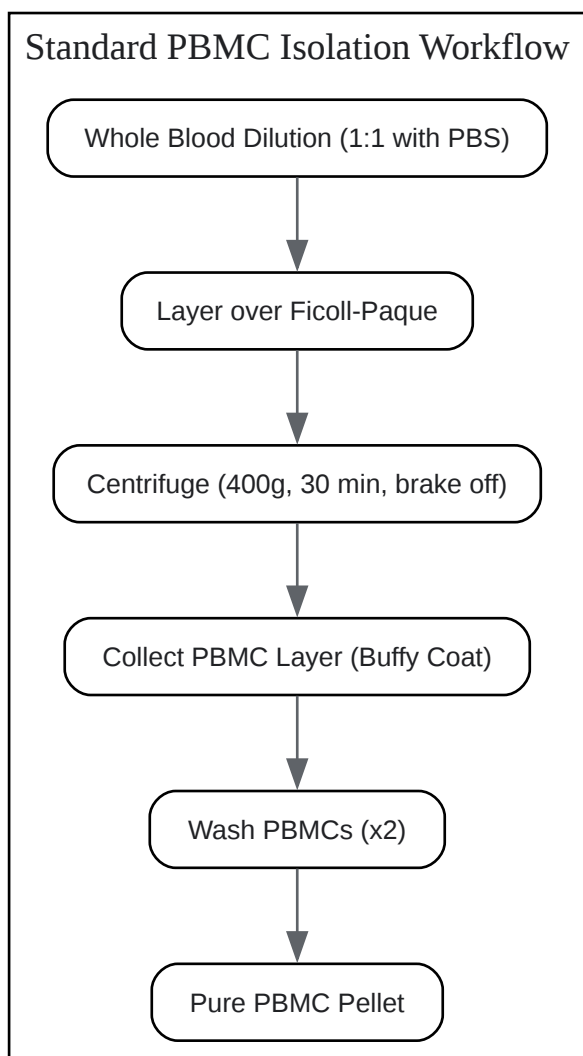 Standard PBMC Isolation Workflow
Whole Blood Dilution (1:1 with PBS)
Layer over Ficoll-Paque
Centrifuge (400g, 30 min, brake off)
Collect PBMC Layer (Buffy Coat)
Wash PBMCs (x2)
Pure PBMC Pellet